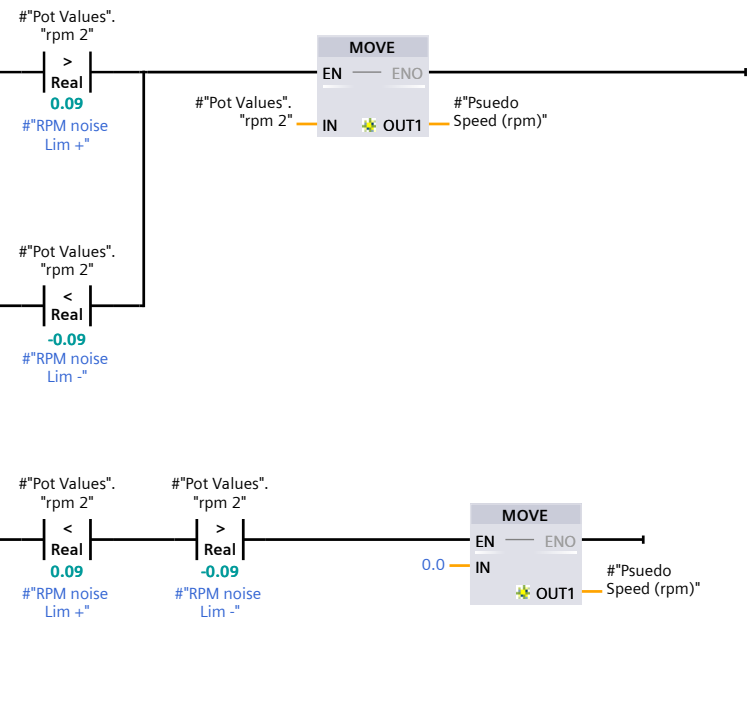 #"Pot Values".
"rpm 2"
>
Real
0.09
#"RPM noise
Lim +"
MOVE
EN
ENO
#"Pot Values".
"rpm 2"
IN
OUT1
#"Psuedo
Speed (rpm)"
#"Pot Values".
"rpm 2"
<
Real
-0.09
#"RPM noise
Lim -"
#"Pot Values".
"rpm 2"
<
Real
0.09
#"RPM noise
Lim +"
#"Pot Values".
"rpm 2"
>
Real
-0.09
#"RPM noise
Lim -"
MOVE
EN
ENO
0.0
IN
OUT1
#"Psuedo
Speed (rpm)"